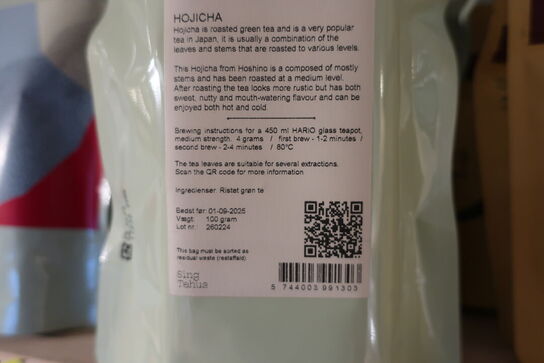 HOJICHA
Hojicha is roasted green tea and is a very popular
tea in Japan, it is usually a combination of the
leaves and stems that are roasted to various levels.
This Hojicha from Hoshino is a composed of mostly
stems and has been roasted at a medium level.
After roasting the tea looks more rustic but has both
sweet, nutty and mouth-watering flavour and can be
enjoyed both hot and cold.
Brewing instructions for a 450 ml HARIO glass teapot,
medium strength. 4 grams / first brew - 1-2 minutes /
second brew - 2-4 minutes / 80°C
The tea leaves are suitable for several extractions.
Scan the QR code for more information
Ingredienser: Ristet grøn te
Bedst før: 01-09-2025
Vægt: 100 gram
Lot nr.: 260224
This bag must be sorted as
residual waste (restaffald)
Sing
Tehus
5 744003 991303